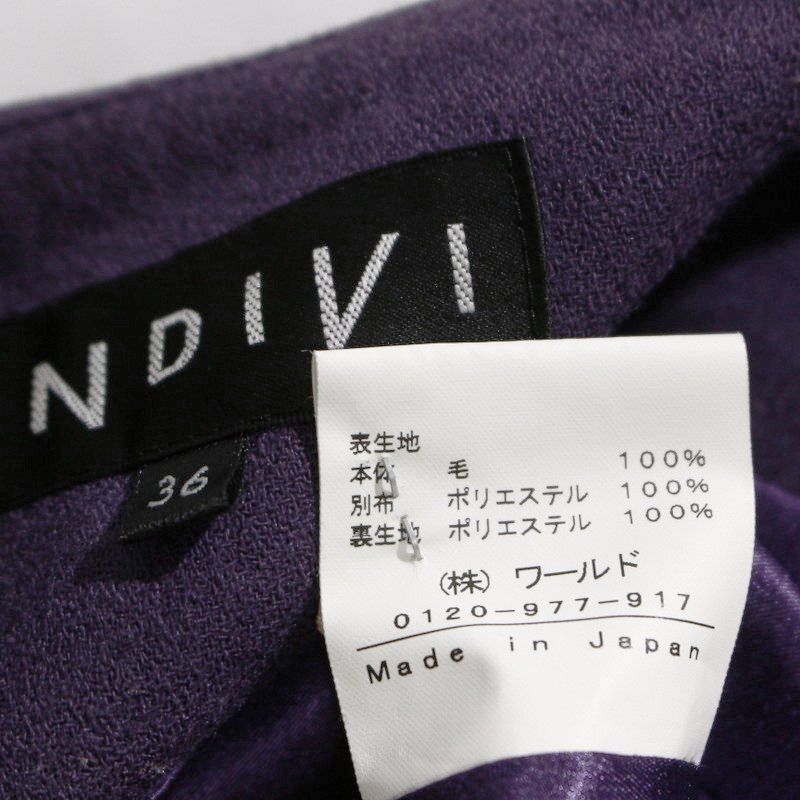 NDIVI
36
表生地
本体 毛 100%
別布 ポリエステル 100%
裏生地 ポリエステル 100%
(株) ワールド
0120-977-917
Made in Japan